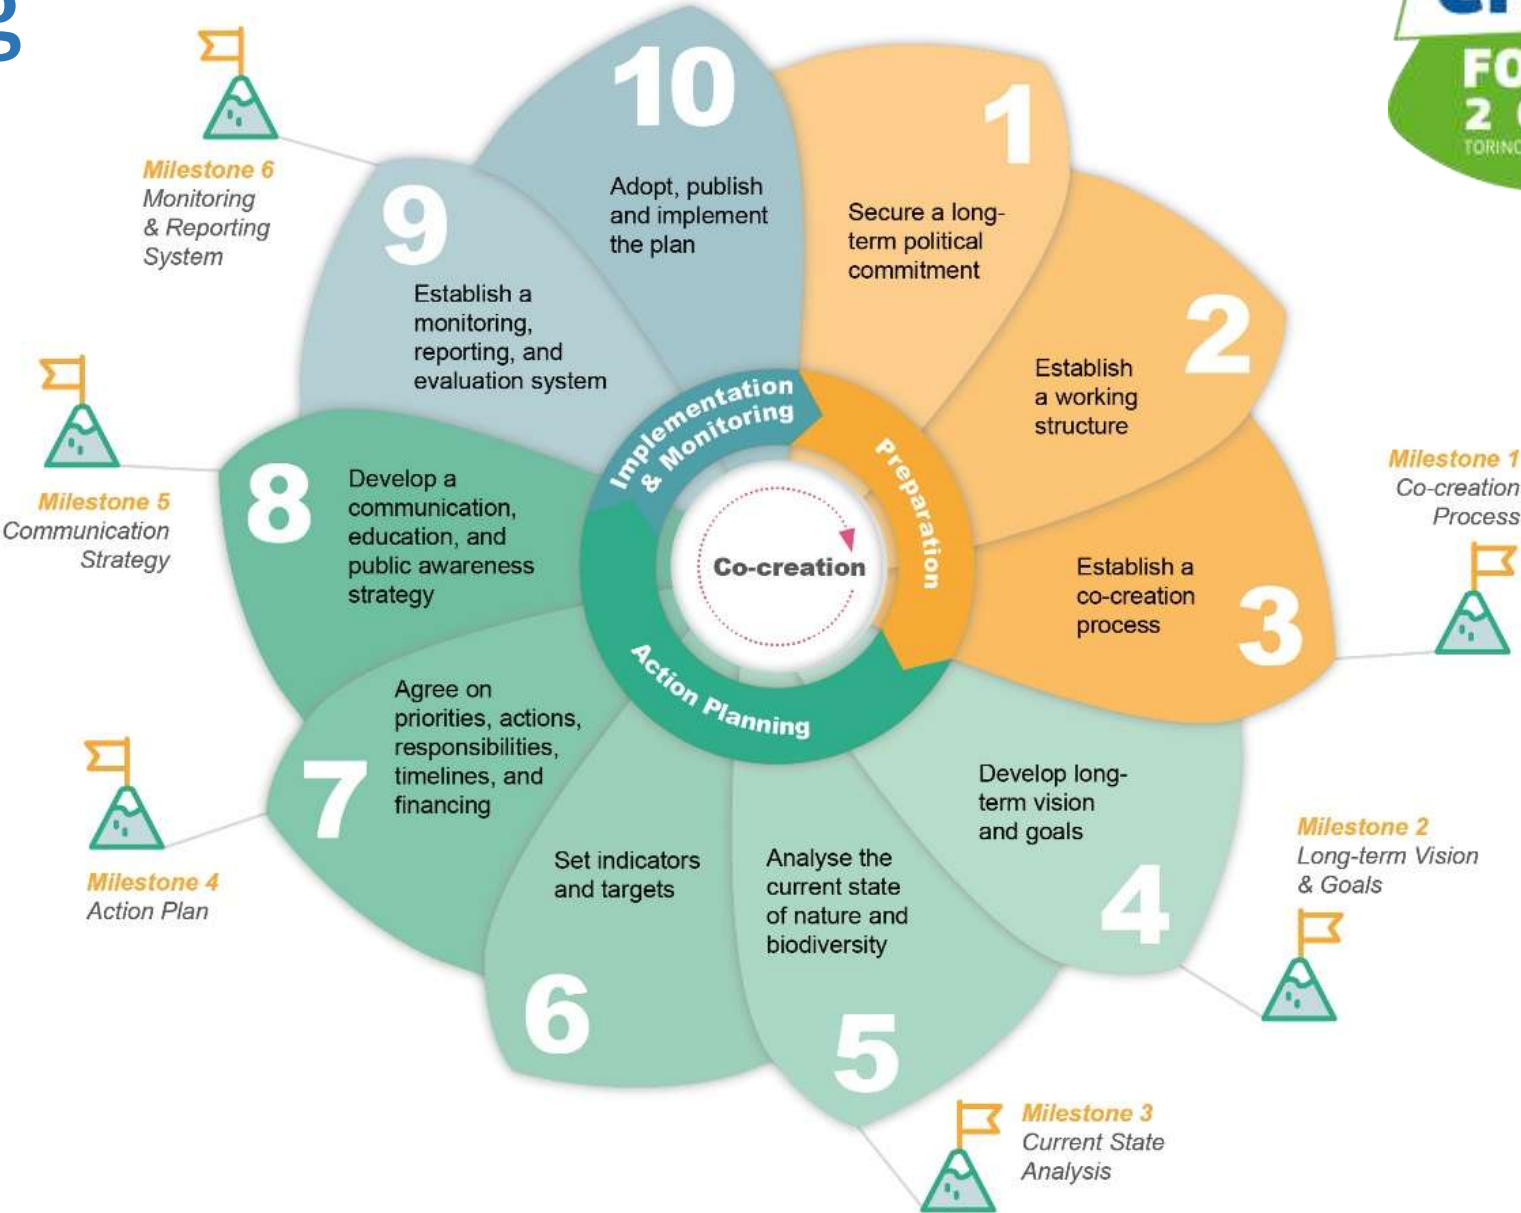 g
10
Adopt, publish
and implement
the plan
1
Secure a long-
term political
commitment
2
Establish
a working
structure
3
Establish a
co-creation
process
4
Develop long-
term vision
and goals
5
Analyse the
current state
of nature and
biodiversity
6
Set indicators
and targets
7
Agree on
priorities, actions,
responsibilities,
timelines, and
financing
8
Develop a
communication,
education, and
public awareness
strategy
9
Establish a
monitoring,
reporting, and
evaluation system
Implementation
& Monitoring
Preparation
Action Planning
Co-creation
Milestone 1
Co-creation
Process
Milestone 2
Long-term Vision
& Goals
Milestone 3
Current State
Analysis
Milestone 4
Action Plan
Milestone 5
Communication
Strategy
Milestone 6
Monitoring
& Reporting
System
FO
2
TORINO